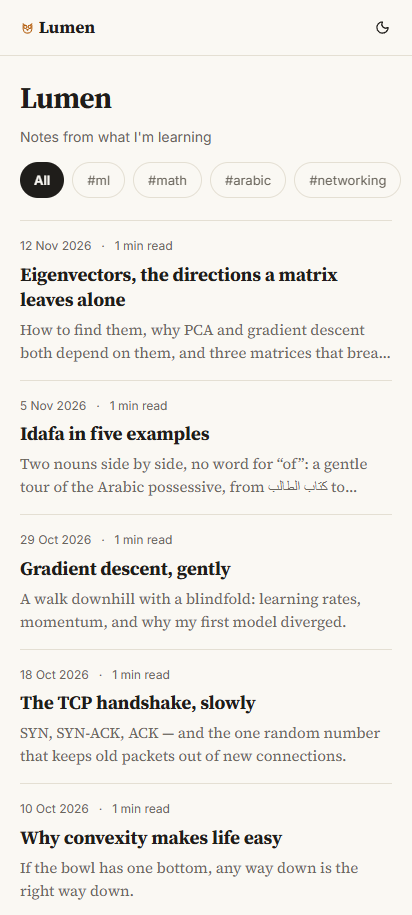 Lumen
Lumen
Notes from what I'm learning
All #ml #math #arabic #networking
12 Nov 2026 · 1 min read
Eigenvectors, the directions a matrix
leaves alone
How to find them, why PCA and gradient descent
both depend on them, and three matrices that brea...
5 Nov 2026 · 1 min read
Idafa in five examples
Two nouns side by side, no word for “of”: a gentle
tour of the Arabic possessive, from كتاب الطالب to...
29 Oct 2026 · 1 min read
Gradient descent, gently
A walk downhill with a blindfold: learning rates,
momentum, and why my first model diverged.
18 Oct 2026 · 1 min read
The TCP handshake, slowly
SYN, SYN-ACK, ACK — and the one random number
that keeps old packets out of new connections.
10 Oct 2026 · 1 min read
Why convexity makes life easy
If the bowl has one bottom, any way down is the
right way down.